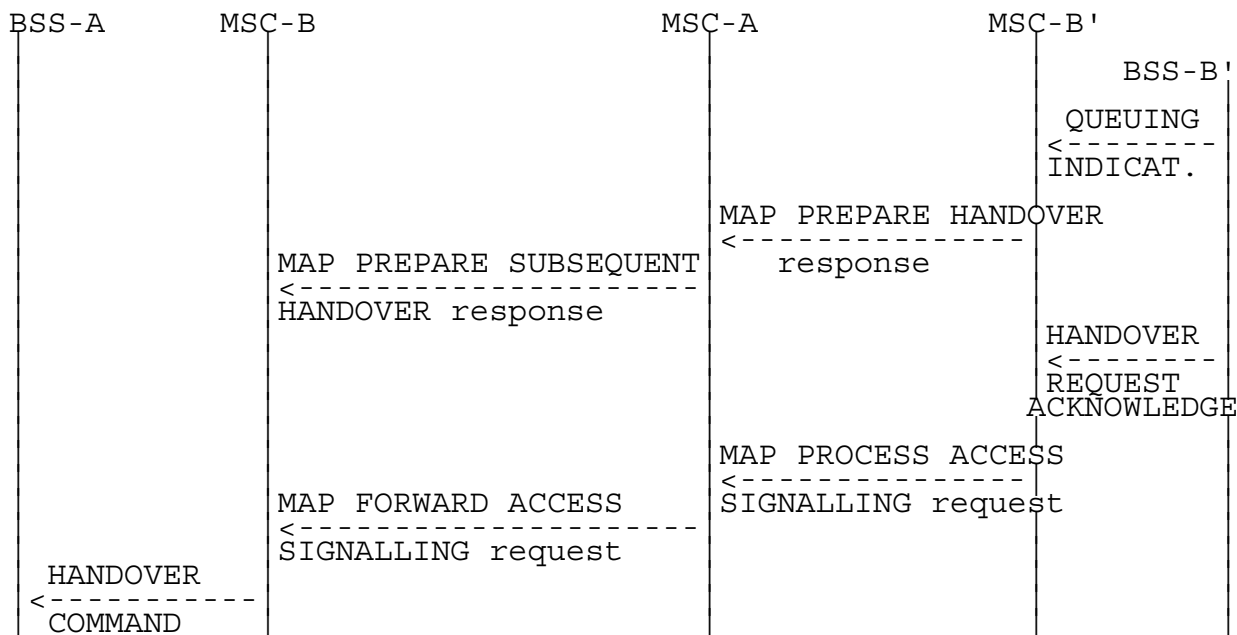 BSS-A MSC-B MSC-A MSC-B'
BSS-B'
QUEUING
INDICAT.
MAP PREPARE HANDOVER
response
MAP PREPARE SUBSEQUENT
HANDOVER response
HANDOVER
REQUEST
ACKNOWLEDGE
MAP PROCESS ACCESS
SIGNALLING request
MAP FORWARD ACCESS
SIGNALLING request
HANDOVER
COMMAND